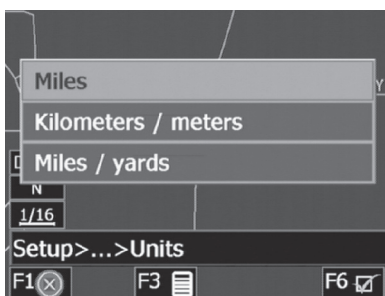 Miles
Kilometers / meters
Miles / yards
N
1/16
Setup>...>Units
F1 F3 F6